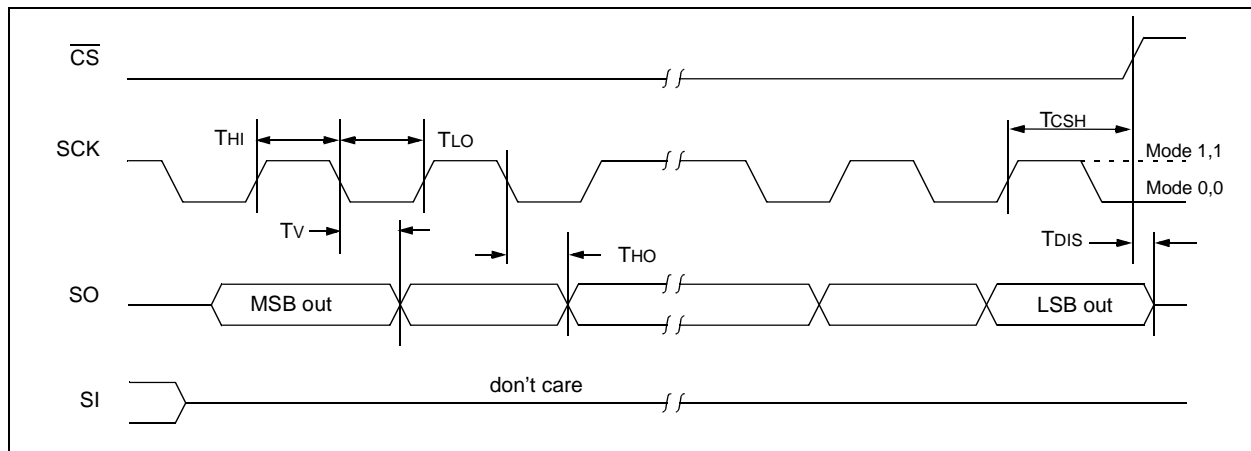 CS
THI
TLO
TCSH
SCK
Mode 1,1
Mode 0,0
TV
THO
TDIS
SO
MSB out
LSB out
SI
don't care